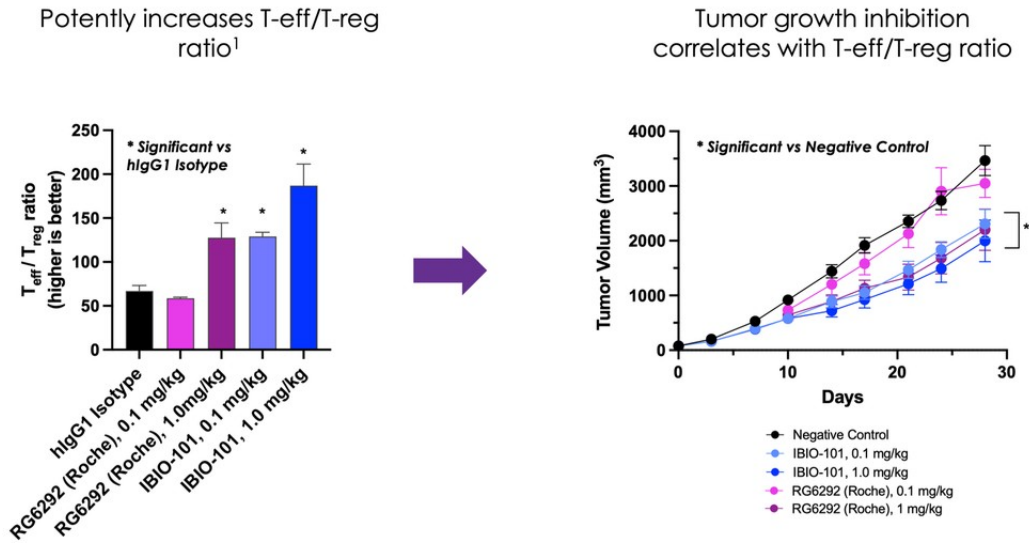 Potently increases T-eff/T-reg
ratio1
Tumor growth inhibition
correlates with T-eff/T-reg ratio
Teff/ Treg ratio
(higher is better)
250
200
150
100
50
0
* Significant vs
hIgG1 Isotype
*
*
*
hIgG1 Isotype
RG6292 (Roche), 0.1 mg/kg
RG6292 (Roche), 1.0mg/kg
IBIO-101, 0.1 mg/kg
IBIO-101, 1.0 mg/kg
Tumor Volume (mm3)
4000
3000
2000
1000
0
* Significant vs Negative Control
*
0
10
20
30
Days
Negative Control
IBIO-101, 0.1 mg/kg
IBIO-101, 1.0 mg/kg
RG6292 (Roche), 0.1 mg/kg
RG6292 (Roche), 1 mg/kg